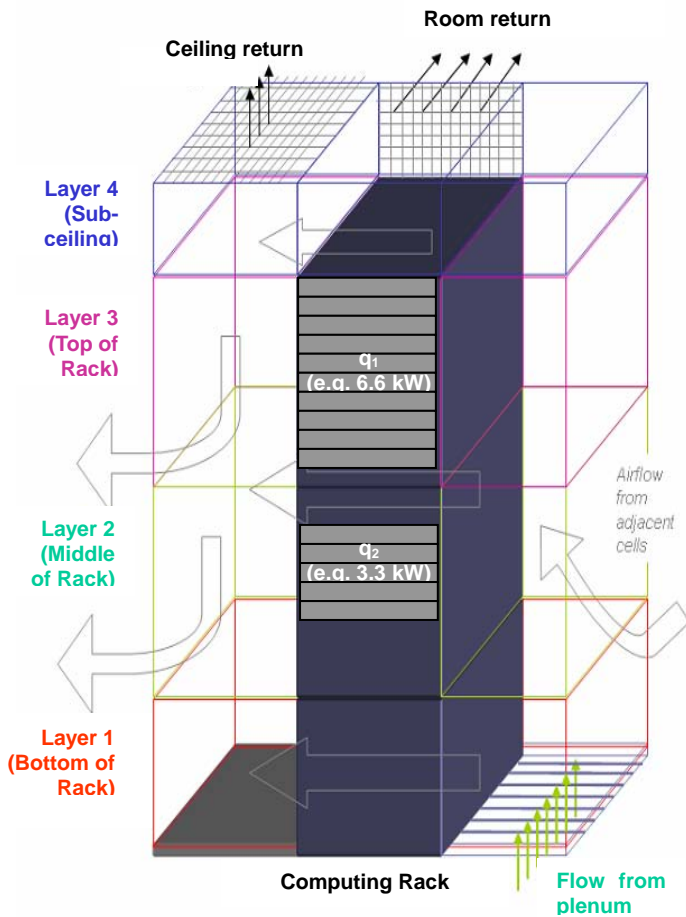 Room return
Ceiling return
Layer 4
(Sub-
ceiling)
Layer 3
(Top of
Rack)
q₁
(e.g. 6.6 kW)
Airflow
from
adjacent
cells
Layer 2
(Middle
of Rack)
q₂
(e.g. 3.3 kW)
Layer 1
(Bottom of
Rack)
Computing Rack
Flow from
plenum